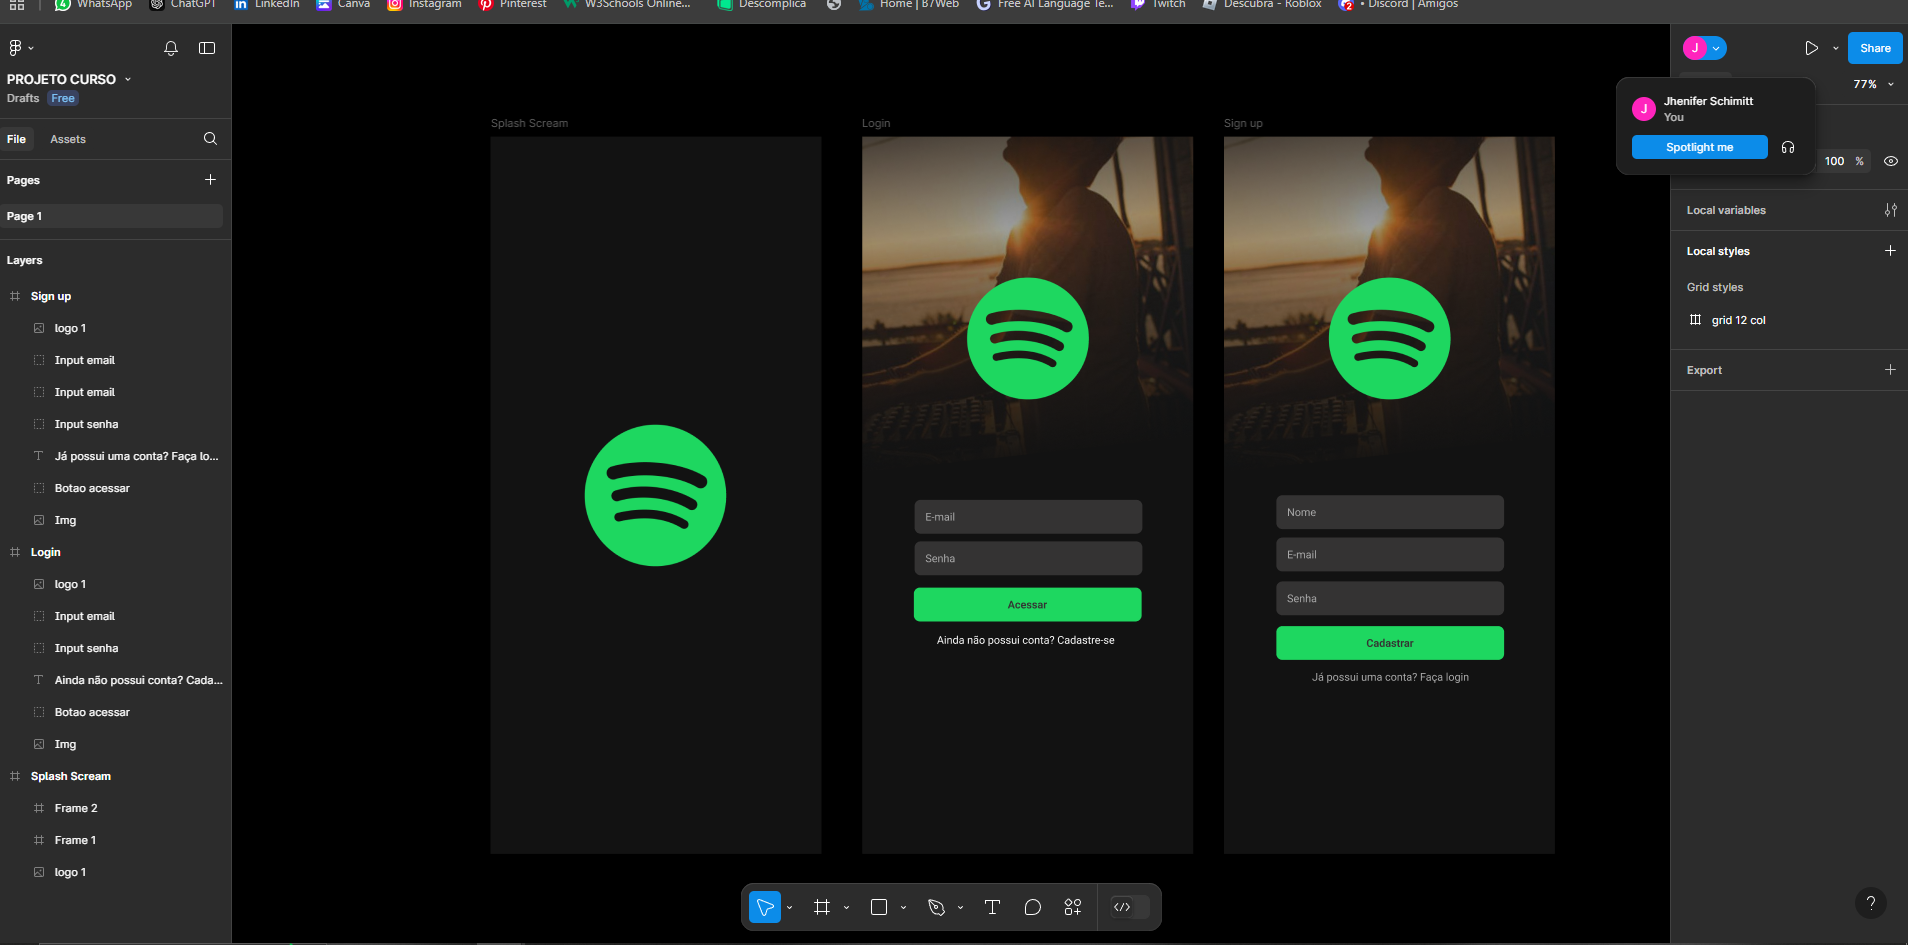 WhatsApp
ChatGPT
LinkedIn
Canva
Instagram
Pinterest
W3Schools Online...
Descomplica
Home | B7Web
Free AI Language Te...
Twitch
Descubra - Roblox
• Discord | Amigos
PROJETO CURSO
Drafts Free
File Assets
Pages
Page 1
Layers
Sign up
logo 1
Input email
Input email
Input senha
Já possui uma conta? Faça lo...
Botao acessar
Img
Login
logo 1
Input email
Input senha
Ainda não possui conta? Cada...
Botao acessar
Img
Splash Scream
Frame 2
Frame 1
logo 1
Splash Scream
Login
E-mail
Senha
Acessar
Ainda não possui conta? Cadastre-se
Sign up
Nome
E-mail
Senha
Cadastrar
Já possui uma conta? Faça login
J
Share
77%
J
Jhenifer Schimitt
You
Spotlight me
100 %
Local variables
Local styles
Grid styles
grid 12 col
Export
?